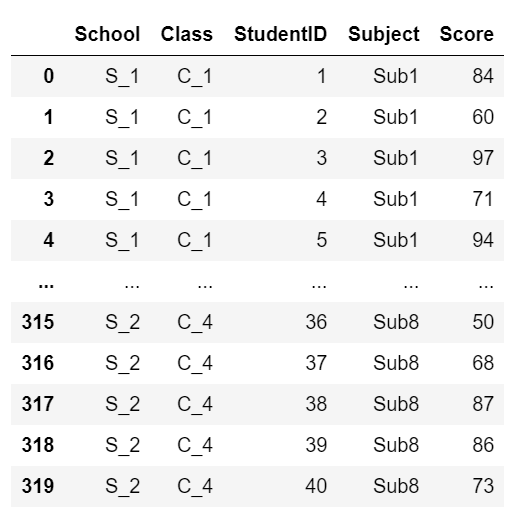 School Class StudentID Subject Score
0 S_1 C_1 1 Sub1 84
1 S_1 C_1 2 Sub1 60
2 S_1 C_1 3 Sub1 97
3 S_1 C_1 4 Sub1 71
4 S_1 C_1 5 Sub1 94
... ... ... ... ... ...
315 S_2 C_4 36 Sub8 50
316 S_2 C_4 37 Sub8 68
317 S_2 C_4 38 Sub8 87
318 S_2 C_4 39 Sub8 86
319 S_2 C_4 40 Sub8 73